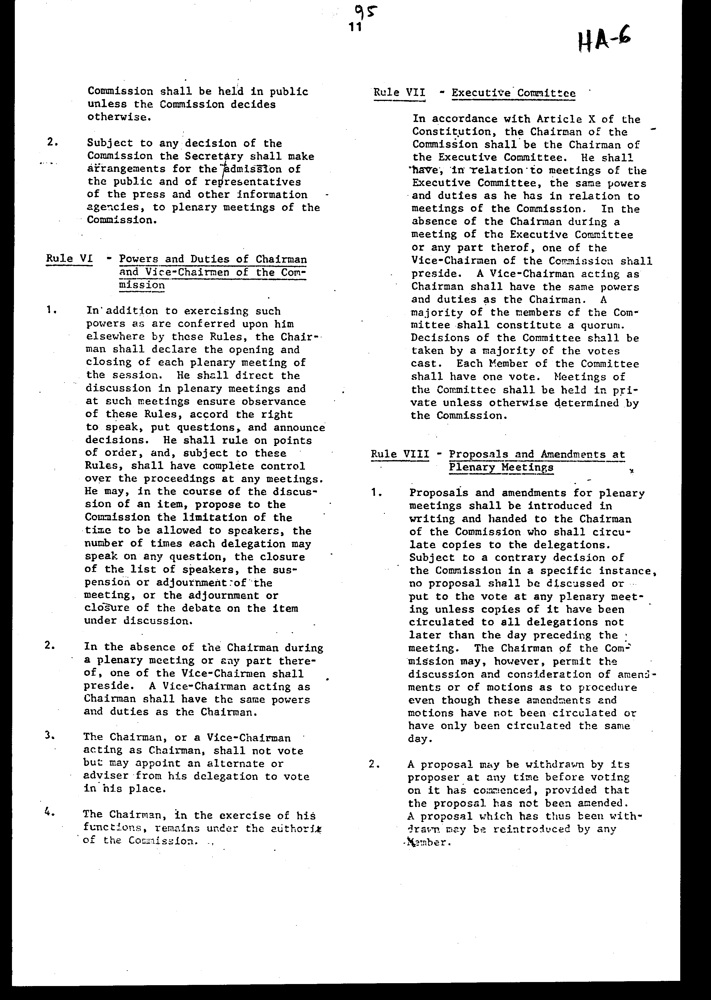 95
11
HA-6
Commission shall be held in public
unless the Commission decides
otherwise.
2. Subject to any decision of the
Commission the Secretary shall make
arrangements for the admission of
the public and of representatives
of the press and other information
agencies, to plenary meetings of the
Commission.
Rule VI - Powers and Duties of Chairman
and Vice-Chairmen of the Com-
mission
1. In addition to exercising such
powers as are conferred upon him
elsewhere by these Rules, the Chair-
man shall declare the opening and
closing of each plenary meeting of
the session. He shall direct the
discussion in plenary meetings and
at such meetings ensure observance
of these Rules, accord the right
to speak, put questions, and announce
decisions. He shall rule on points
of order, and, subject to these
Rules, shall have complete control
over the proceedings at any meetings.
He may, in the course of the discus-
sion of an item, propose to the
Commission the limitation of the
time to be allowed to speakers, the
number of times each delegation may
speak on any question, the closure
of the list of speakers, the sus-
pension or adjournment of the
meeting, or the adjournment or
closure of the debate on the item
under discussion.
2. In the absence of the Chairman during
a plenary meeting or any part there-
of, one of the Vice-Chairmen shall
preside. A Vice-Chairman acting as
Chairman shall have the same powers
and duties as the Chairman.
3. The Chairman, or a Vice-Chairman
acting as Chairman, shall not vote
but may appoint an alternate or
adviser from his delegation to vote
in his place.
4. The Chairman, in the exercise of his
functions, remains under the
of the Commission.
Rule VII - Executive Committee
In accordance with Article X of the
Constitution, the Chairman of the
Commission shall be the Chairman of
the Executive Committee. He shall
have, in relation to meetings of the
Executive Committee, the same powers
and duties as he has in relation to
meetings of the Commission. In the
absence of the Chairman during a
meeting of the Executive Committee
or any part therof, one of the
Vice-Chairmen of the Commission shall
preside. A Vice-Chairman acting as
Chairman shall have the same powers
and duties as the Chairman. A
majority of the members of the Com-
mittee shall constitute a quorum.
Decisions of the Committee shall be
taken by a majority of the votes
cast. Each Member of the Committee
shall have one vote. Meetings of
the Committee shall be held in pri-
vate unless otherwise determined by
the Commission.
Rule VIII - Proposals and Amendments at
Plenary Meetings
1. Proposals and amendments for plenary
meetings shall be introduced in
writing and handed to the Chairman
of the Commission who shall circu-
late copies to the delegations.
Subject to a contrary decision of
the Commission in a specific instance,
no proposal shall be discussed or
put to the vote at any plenary meet-
ing unless copies of it have been
circulated to all delegations not
later than the day preceding the
meeting. The Chairman of the Com-
mission may, however, permit the
discussion and consideration of amend-
ments or of motions as to procedure
even though these amendments and
motions have not been circulated or
have only been circulated the same
day.
2. A proposal may be withdrawn by its
proposer at any time before voting
on it has commenced, provided that
the proposal has not been amended.
A proposal which has thus been with-
drawn may be reintroduced by any
Member.